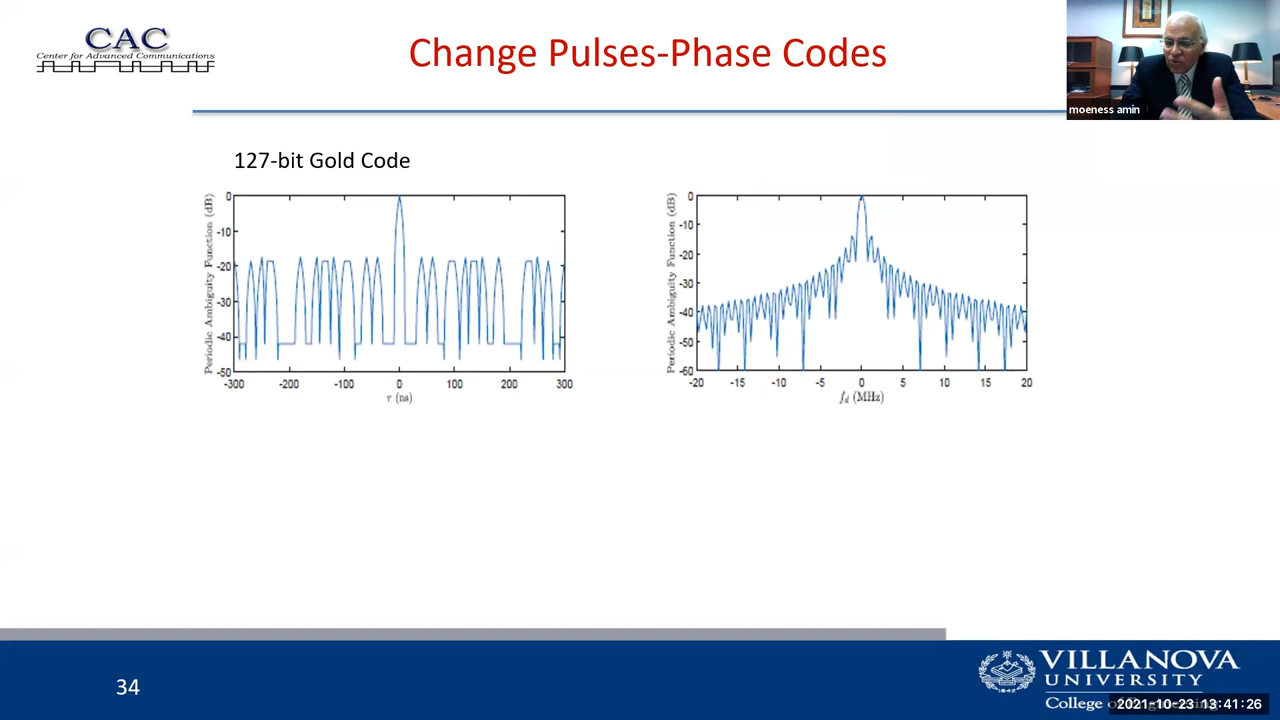 CAC
Center for Advanced Communications
Change Pulses-Phase Codes
moeness amin
127-bit Gold Code
Periodic Ambiguity Function (dB)
0
-10
-20
-30
-40
-50
-300 -200 -100 0 100 200 300
τ (ns)
Periodic Ambiguity Function (dB)
0
-10
-20
-30
-40
-50
-60
-20 -15 -10 -5 0 5 10 15 20
f_d (MHz)
34
1842
VILLANOVA
UNIVERSITY
College of Engineering
2021-10-23 13:41:26